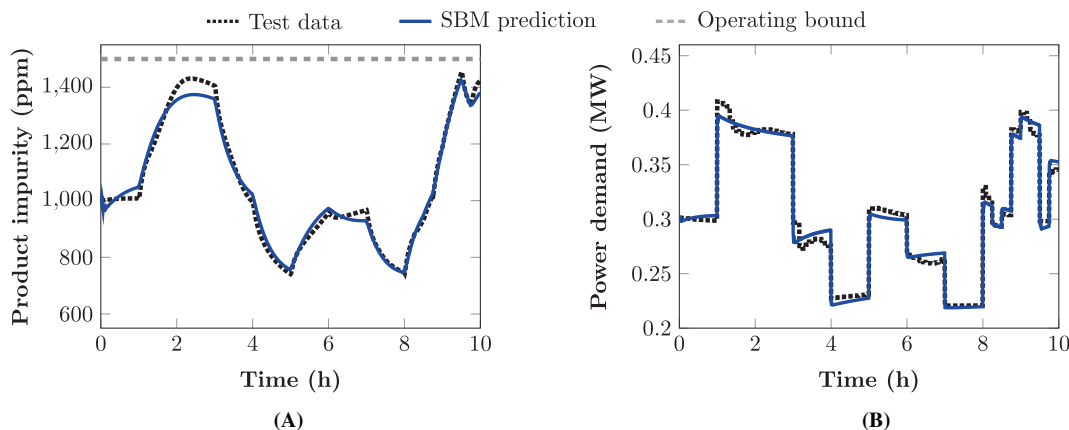 Test data SBM prediction Operating bound
Product impurity (ppm)
1,400
1,200
1,000
800
600
0 2 4 6 8 10
Time (h)
(A)
Power demand (MW)
0.45
0.4
0.35
0.3
0.25
0.2
0 2 4 6 8 10
Time (h)
(B)